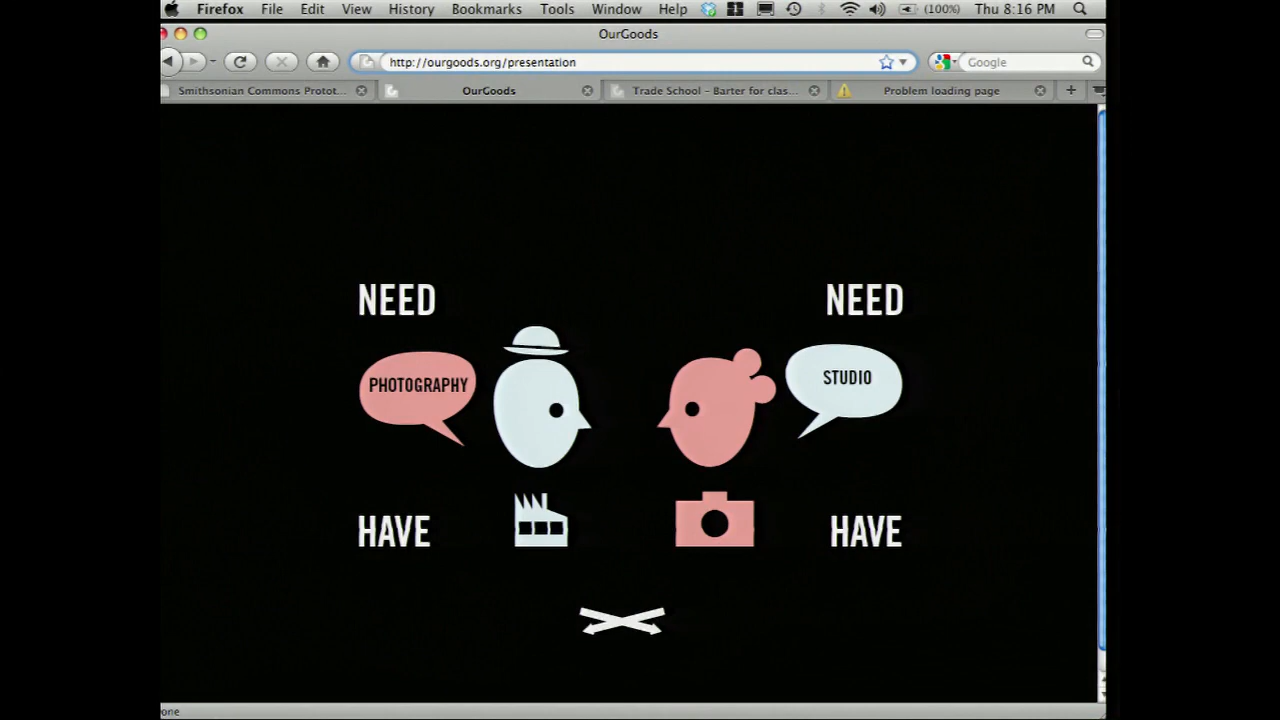 Firefox File Edit View History Bookmarks Tools Window Help (100%) Thu 8:16 PM
OurGoods
http://ourgoods.org/presentation Google
Smithsonian Commons Protot... OurGoods Trade School – Barter for clas... Problem loading page
NEED NEED
PHOTOGRAPHY STUDIO
HAVE HAVE
one